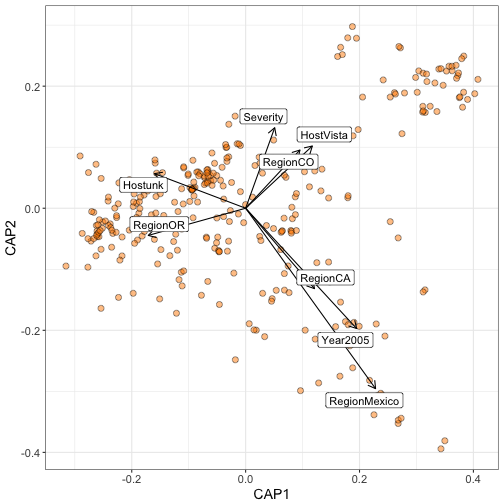 0.2
0.0
-0.2
-0.4
CAP2
Severity
HostVista
RegionCO
Hostunk
RegionOR
RegionCA
Year2005
RegionMexico
-0.2
0.0
0.2
0.4
CAP1